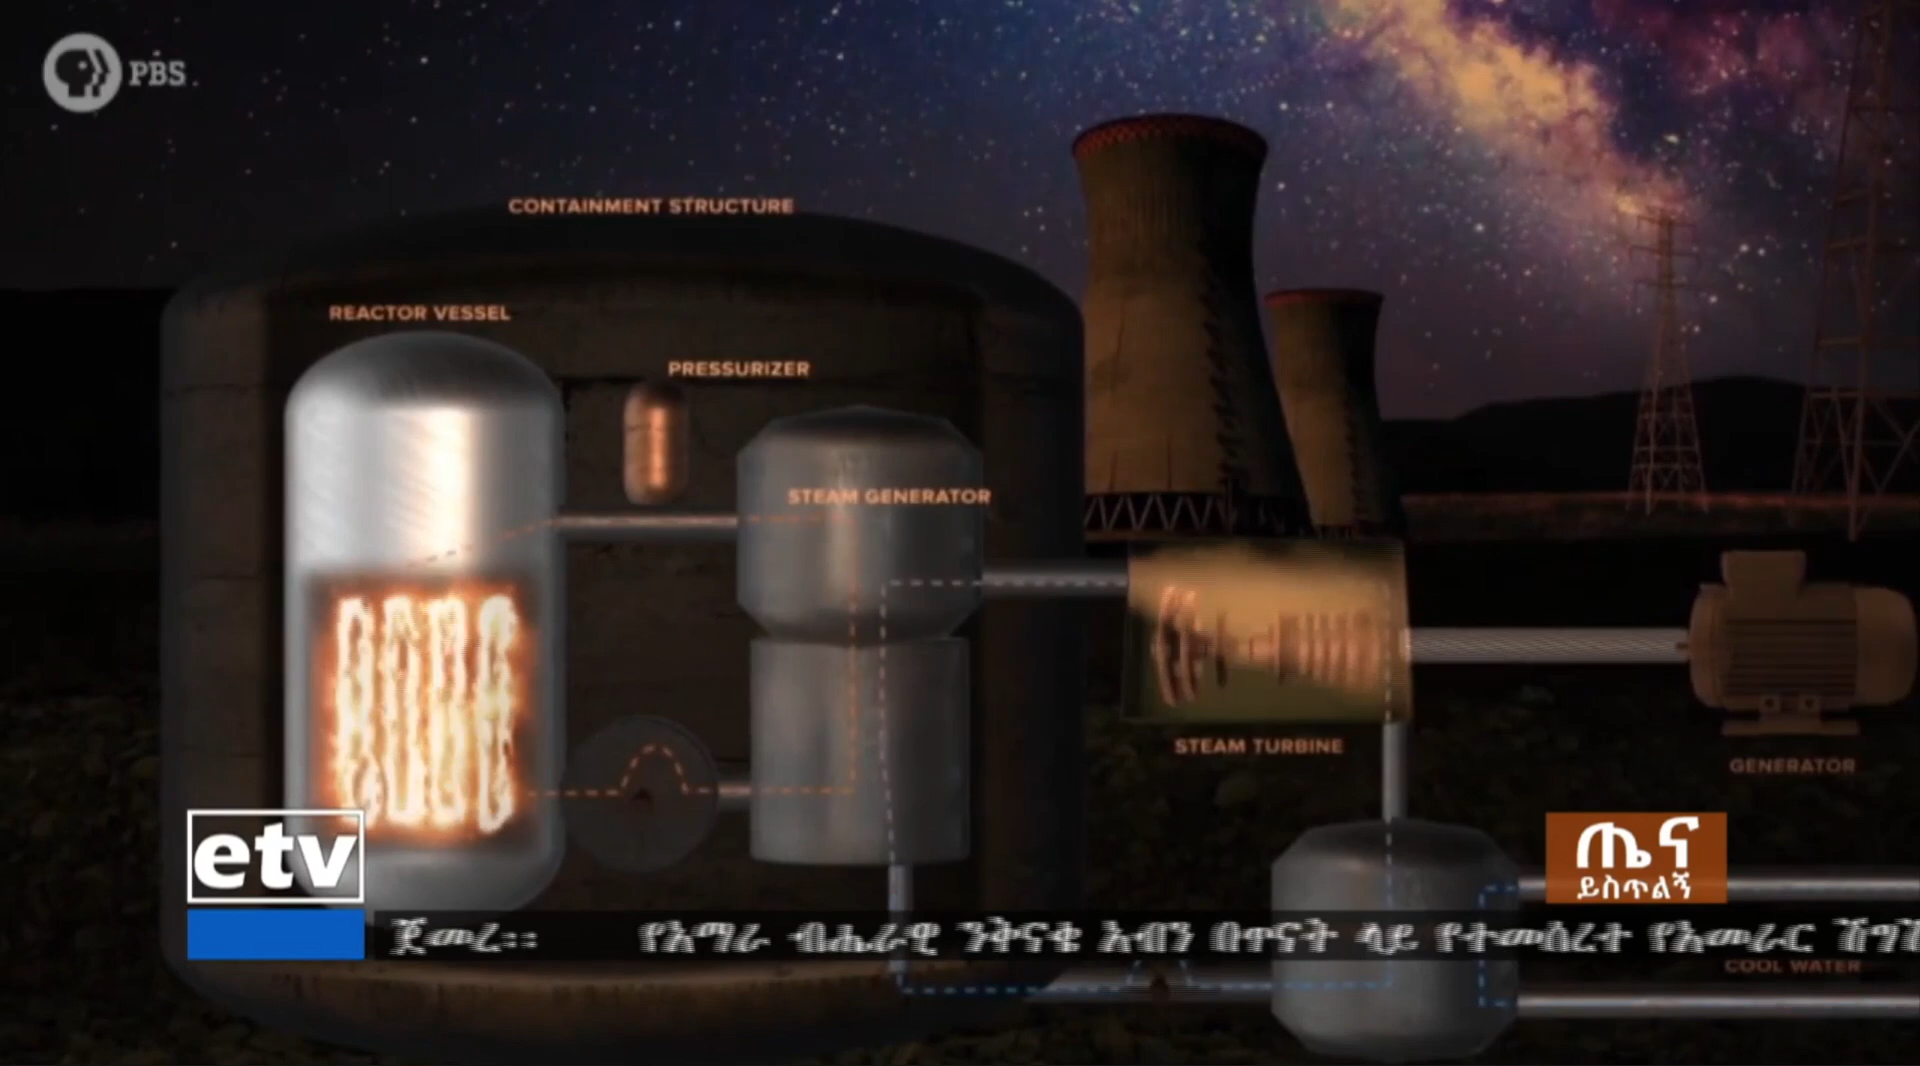 PBS
CONTAINMENT STRUCTURE
REACTOR VESSEL
PRESSURIZER
STEAM GENERATOR
STEAM TURBINE
GENERATOR
etv
ጤና
ይስጥልኝ
ጀመረ፡፡ የአማራ ብሔራዊ ንቅናቄ አብን በጥናት ላይ የተመሰረተ የአመራር ሽግሽ
COOL WATER